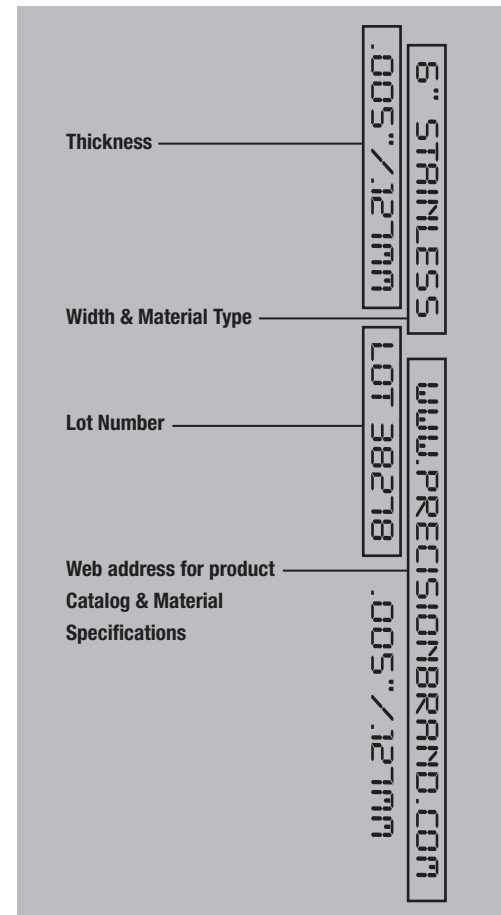 Thickness
Width & Material Type
Lot Number
Web address for product
Catalog & Material
Specifications
6" STAINLESS
WWW.PRECISIONBRAND.COM
.005"/.127MM
LOT 38278
.005"/.127MM